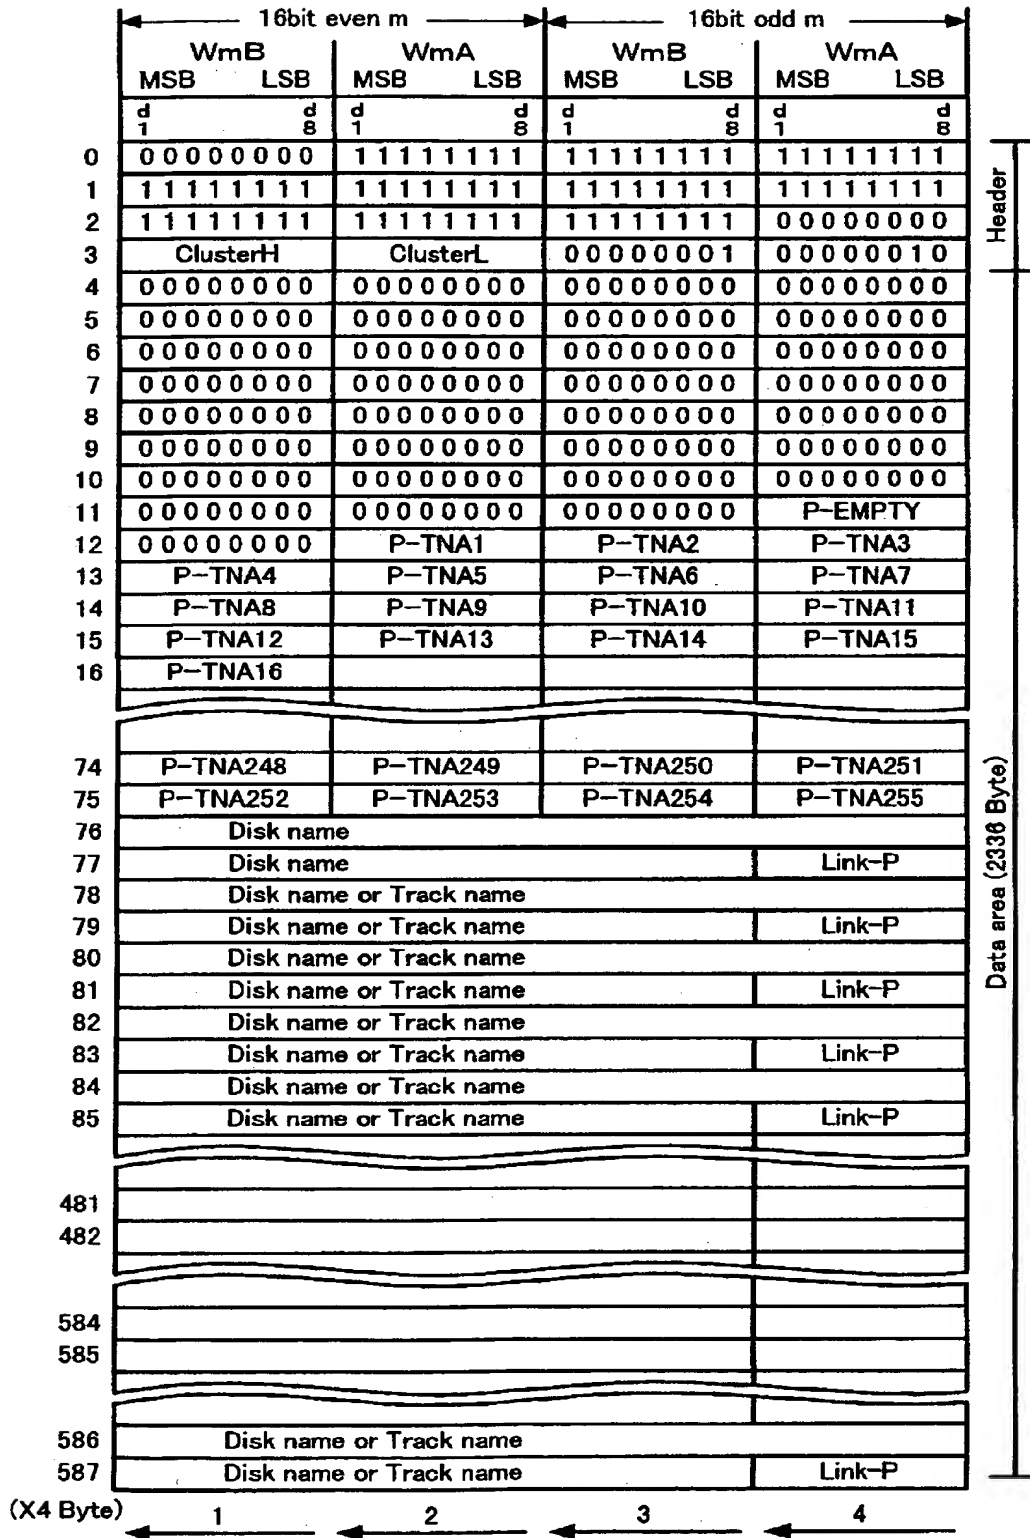 16bit even m 16bit odd m
WmB WmA WmB WmA
MSB LSB MSB LSB MSB LSB MSB LSB
d d d d d d d d
1 8 1 8 1 8 1 8
0 00000000 11111111 11111111 11111111
1 11111111 11111111 11111111 11111111
2 11111111 11111111 11111111 00000000
3 ClusterH ClusterL 00000001 00000010
Header
4 00000000 00000000 00000000 00000000
5 00000000 00000000 00000000 00000000
6 00000000 00000000 00000000 00000000
7 00000000 00000000 00000000 00000000
8 00000000 00000000 00000000 00000000
9 00000000 00000000 00000000 00000000
10 00000000 00000000 00000000 00000000
11 00000000 00000000 00000000 P-EMPTY
12 00000000 P-TNA1 P-TNA2 P-TNA3
13 P-TNA4 P-TNA5 P-TNA6 P-TNA7
14 P-TNA8 P-TNA9 P-TNA10 P-TNA11
15 P-TNA12 P-TNA13 P-TNA14 P-TNA15
16 P-TNA16
74 P-TNA248 P-TNA249 P-TNA250 P-TNA251
75 P-TNA252 P-TNA253 P-TNA254 P-TNA255
76 Disk name
77 Disk name Link-P
78 Disk name or Track name
79 Disk name or Track name Link-P
80 Disk name or Track name
81 Disk name or Track name Link-P
82 Disk name or Track name
83 Disk name or Track name Link-P
84 Disk name or Track name
85 Disk name or Track name Link-P
Data area (2336 Byte)
481
482
584
585
586 Disk name or Track name
587 Disk name or Track name Link-P
(X4 Byte) 1 2 3 4